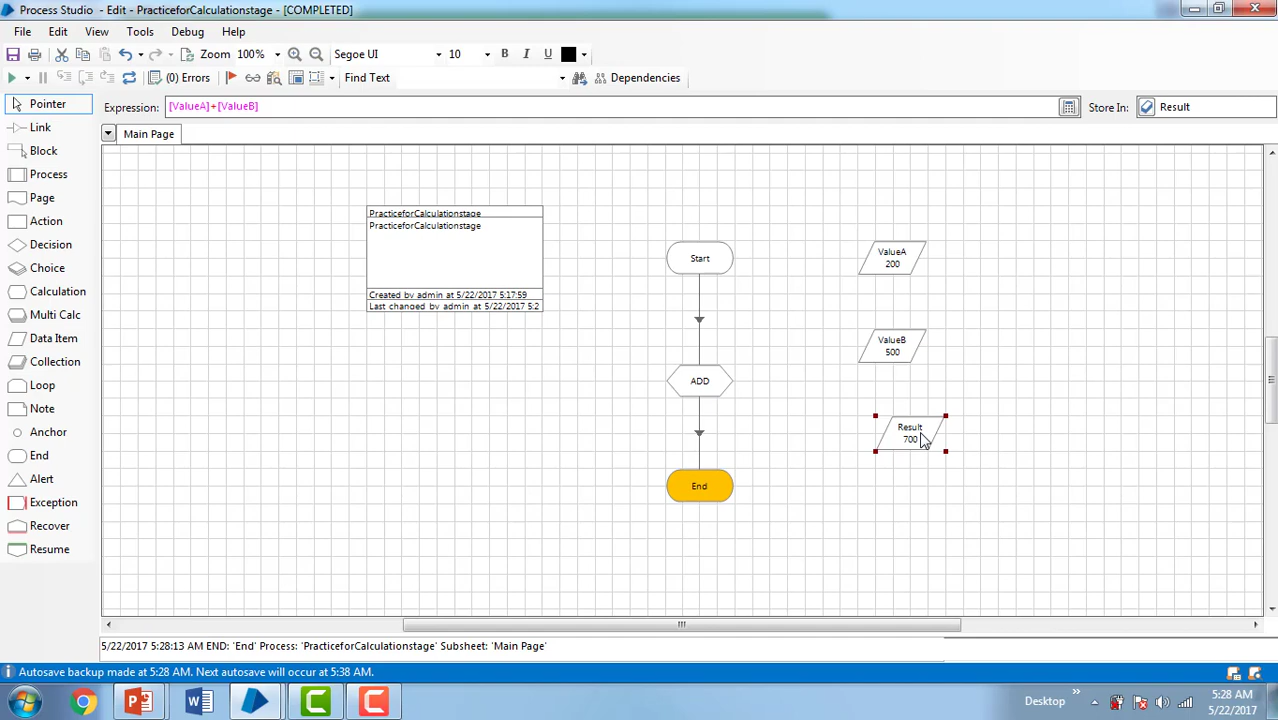 Process Studio - Edit - PracticeforCalculationstage - [COMPLETED]
File Edit View Tools Debug Help
Zoom 100% Segoe UI 10 B I U
(0) Errors Find Text Dependencies
Pointer
Link
Block
Process
Page
Action
Decision
Choice
Calculation
Multi Calc
Data Item
Collection
Loop
Note
Anchor
End
Alert
Exception
Recover
Resume
Expression: [ValueA]+[ValueB] Store In: Result
Main Page
PracticeforCalculationstage
PracticeforCalculationstage
Created by admin at 5/22/2017 5:17:59
Last changed by admin at 5/22/2017 5:2
Start
ADD
End
ValueA
200
ValueB
500
Result
700
5/22/2017 5:28:13 AM END: 'End' Process: 'PracticeforCalculationstage' Subsheet: 'Main Page'
Autosave backup made at 5:28 AM. Next autosave will occur at 5:38 AM.
Desktop
5:28 AM
5/22/2017